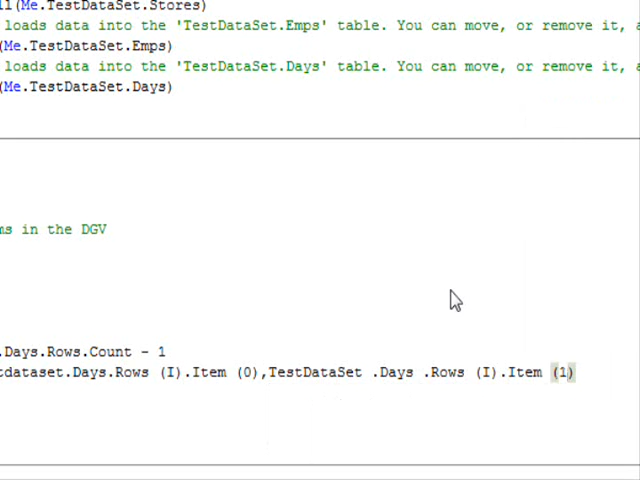 ll(Me.TestDataSet.Stores)
loads data into the 'TestDataSet.Emps' table. You can move, or remove it, a
(Me.TestDataSet.Emps)
loads data into the 'TestDataSet.Days' table. You can move, or remove it, a
(Me.TestDataSet.Days)
ms in the DGV
.Days.Rows.Count - 1
tdataset.Days.Rows (I).Item (0),TestDataSet .Days .Rows (I).Item (1)